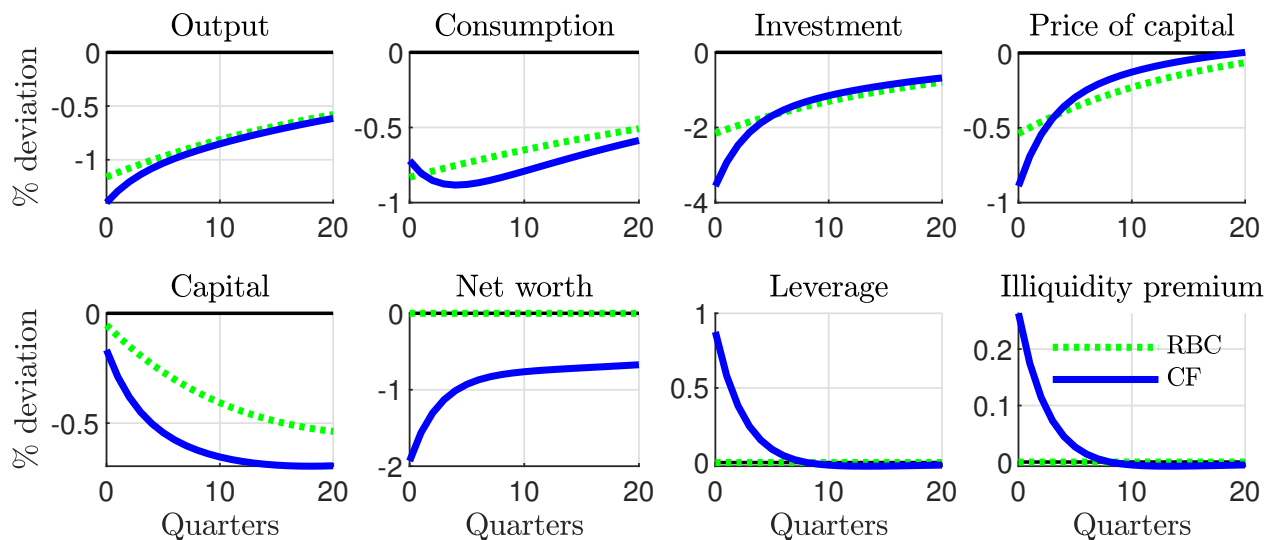 Output
Consumption
Investment
Price of capital
% deviation
0
-0.5
-1
0 10 20
0
-0.5
-1
0 10 20
0
-2
-4
0 10 20
0
-0.5
-1
0 10 20
Capital
Net worth
Leverage
Illiquidity premium
% deviation
0
-0.5
0 10 20
Quarters
0
-1
-2
0 10 20
Quarters
1
0.5
0
0 10 20
Quarters
0.2
0.1
0
RBC
CF
0 10 20
Quarters